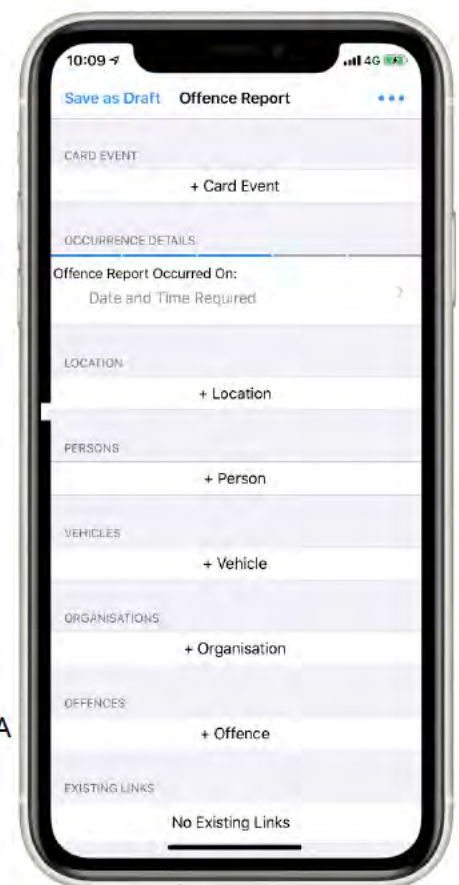 10:09
4G
Save as Draft Offence Report
CARD EVENT
+ Card Event
OCCURRENCE DETAILS
Offence Report Occurred On:
Date and Time Required
LOCATION
+ Location
PERSONS
+ Person
VEHICLES
+ Vehicle
ORGANISATIONS
+ Organisation
OFFENCES
A
+ Offence
EXISTING LINKS
No Existing Links